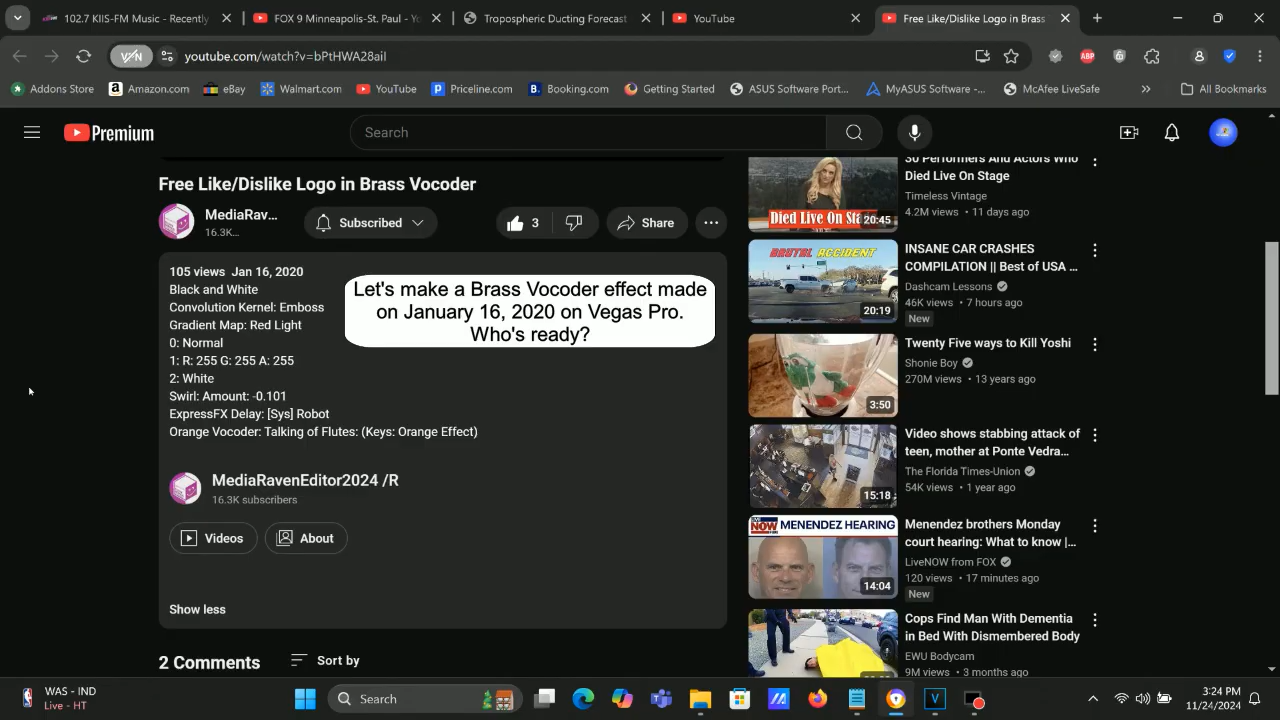 102.7 KIIS-FM Music - Recently
FOX 9 Minneapolis-St. Paul - Yo
Tropospheric Ducting Forecast
YouTube
Free Like/Dislike Logo in Brass
VPN
youtube.com/watch?v=bPtHWA28aiI
ABP
Addons Store
Amazon.com
eBay
Walmart.com
YouTube
Priceline.com
Booking.com
Getting Started
ASUS Software Port...
MyASUS Software -...
McAfee LiveSafe
All Bookmarks
Premium
Search
Free Like/Dislike Logo in Brass Vocoder
MediaRav...
16.3K...
Subscribed
3
Share
105 views Jan 16, 2020
Black and White
Convolution Kernel: Emboss
Gradient Map: Red Light
0: Normal
1: R: 255 G: 255 A: 255
2: White
Swirl: Amount: -0.101
ExpressFX Delay: [Sys] Robot
Orange Vocoder: Talking of Flutes: (Keys: Orange Effect)
Let's make a Brass Vocoder effect made
on January 16, 2020 on Vegas Pro.
Who's ready?
MediaRavenEditor2024 /R
16.3K subscribers
Videos
About
Show less
2 Comments
Sort by
30 Performers And Actors Who
Died Live On Stage
Timeless Vintage
4.2M views • 11 days ago
Died Live On Sta
20:45
BRUTAL ACCIDENT
20:19
INSANE CAR CRASHES
COMPILATION || Best of USA ...
Dashcam Lessons
46K views • 7 hours ago
New
3:50
Twenty Five ways to Kill Yoshi
Shonie Boy
270M views • 13 years ago
15:18
Video shows stabbing attack of
teen, mother at Ponte Vedra...
The Florida Times-Union
54K views • 1 year ago
NOW
MENENDEZ HEARING
14:04
Menendez brothers Monday
court hearing: What to know |...
LiveNOW from FOX
120 views • 17 minutes ago
New
Cops Find Man With Dementia
in Bed With Dismembered Body
EWU Bodycam
9M views • 3 months ago
WAS - IND
Live - HT
Search
3:24 PM
11/24/2024